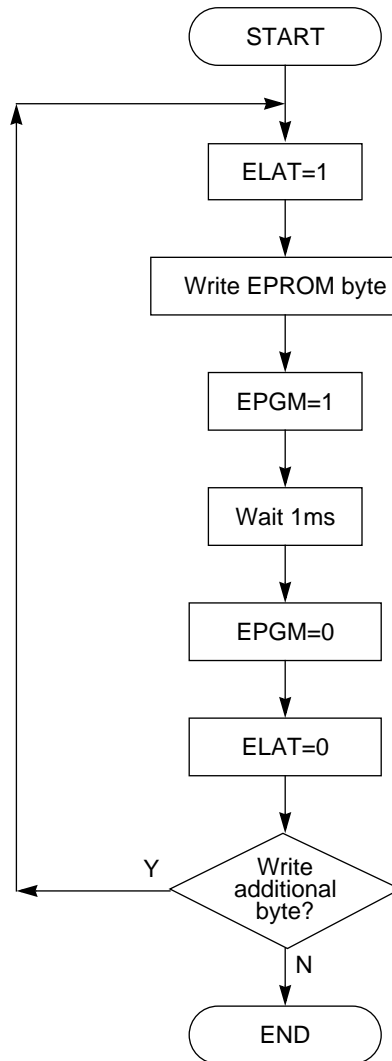 START
ELAT=1
Write EPROM byte
EPGM=1
Wait 1ms
EPGM=0
ELAT=0
Write
additional
byte?
Y
N
END